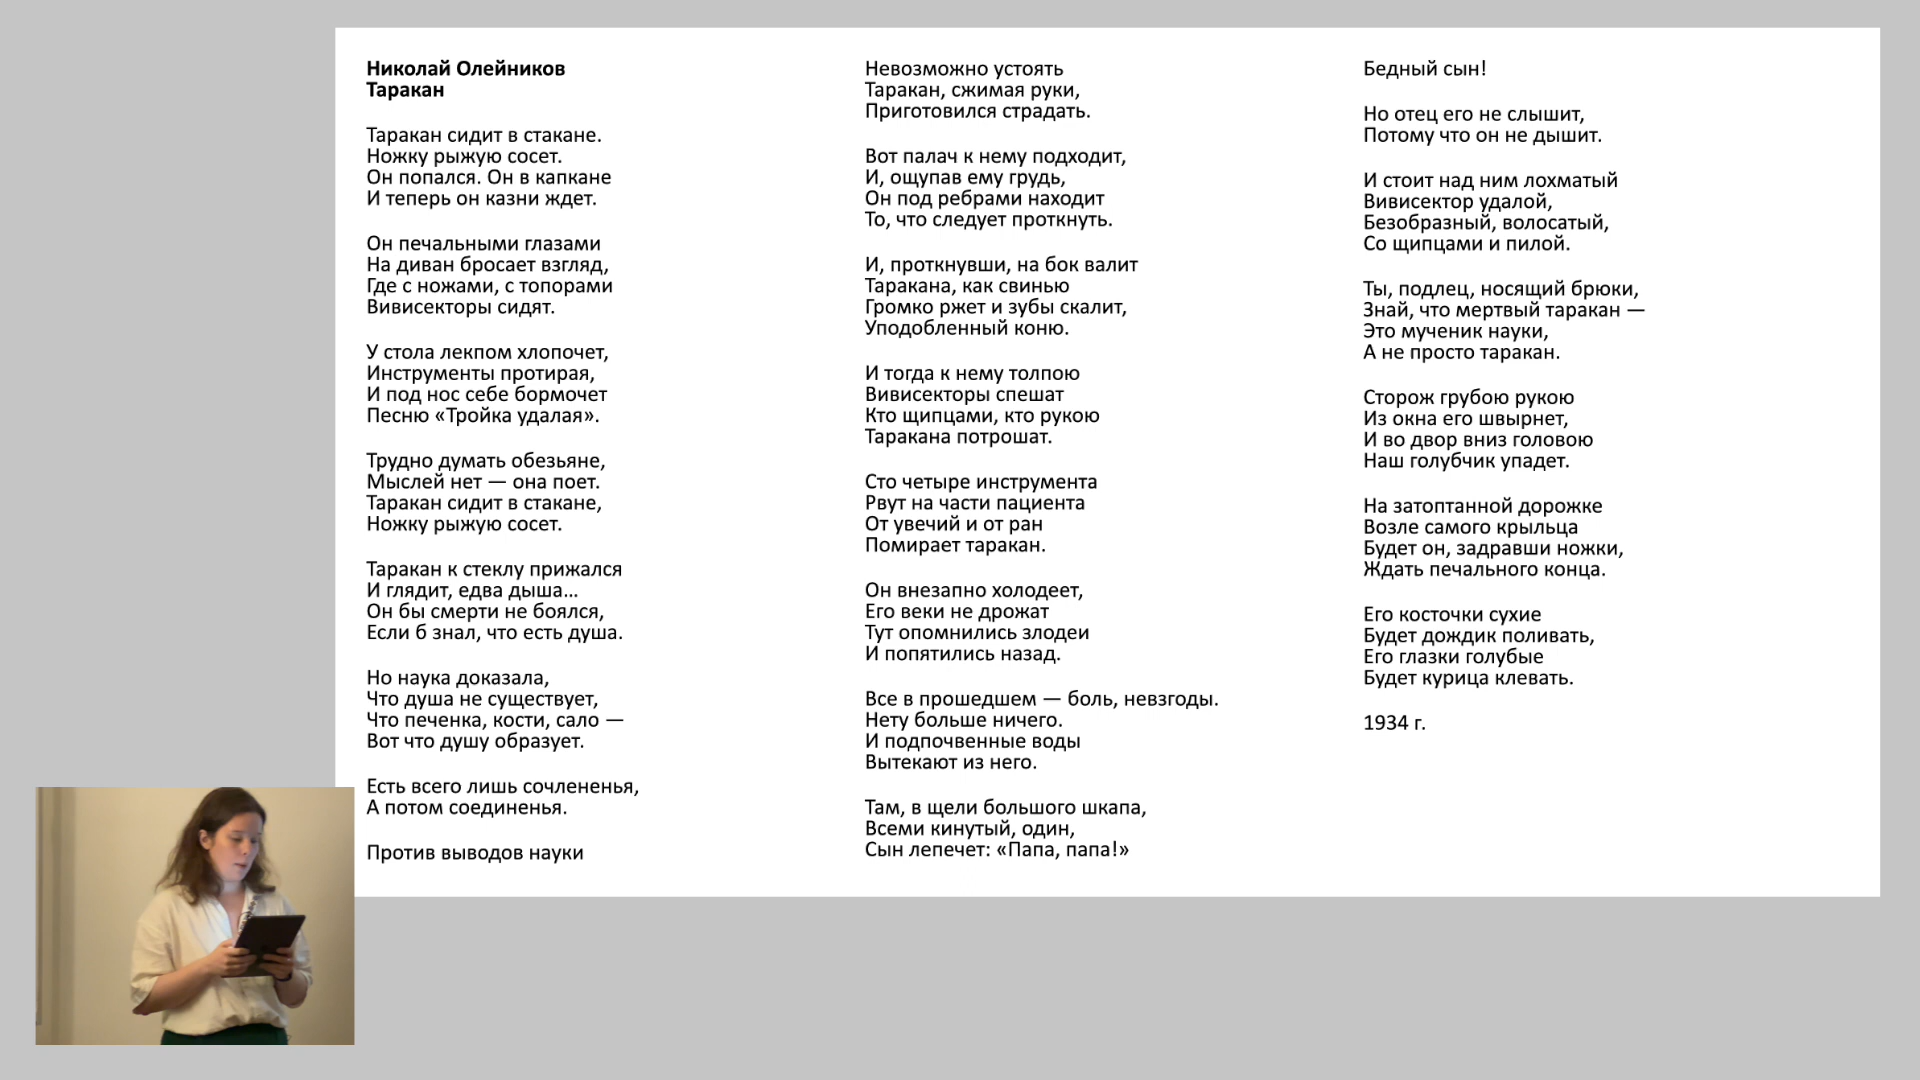 Николай Олейников
Таракан
Таракан сидит в стакане.
Ножку рыжую сосет.
Он попался. Он в капкане
И теперь он казни ждет.
Он печальными глазами
На диван бросает взгляд,
Где с ножами, с топорами
Вивисекторы сидят.
У стола лекпом хлопочет,
Инструменты протирая,
И под нос себе бормочет
Песню «Тройка удалая».
Трудно думать обезьяне,
Мыслей нет — она поет.
Таракан сидит в стакане,
Ножку рыжую сосет.
Таракан к стеклу прижался
И глядит, едва дыша...
Он бы смерти не боялся,
Если б знал, что есть душа.
Но наука доказала,
Что душа не существует,
Что печенка, кости, сало —
Вот что душу образует.
Есть всего лишь сочлененья,
А потом соединенья.
Против выводов науки
Невозможно устоять
Таракан, сжимая руки,
Приготовился страдать.
Вот палач к нему подходит,
И, ощупав ему грудь,
Он под ребрами находит
То, что следует проткнуть.
И, проткнувши, на бок валит
Таракана, как свинью
Громко ржет и зубы скалит,
Уподобленный коню.
И тогда к нему толпою
Вивисекторы спешат
Кто щипцами, кто рукою
Таракана потрошат.
Сто четыре инструмента
Рвут на части пациента
От увечий и от ран
Помирает таракан.
Он внезапно холодеет,
Его веки не дрожат
Тут опомнились злодеи
И попятились назад.
Все в прошедшем — боль, невзгоды.
Нету больше ничего.
И подпочвенные воды
Вытекают из него.
Там, в щели большого шкапа,
Всеми кинутый, один,
Сын лепечет: «Папа, папа!»
Бедный сын!
Но отец его не слышит,
Потому что он не дышит.
И стоит над ним лохматый
Вивисектор удалой,
Безобразный, волосатый,
Со щипцами и пилой.
Ты, подлец, носящий брюки,
Знай, что мертвый таракан —
Это мученик науки,
А не просто таракан.
Сторож грубою рукою
Из окна его швырнет,
И во двор вниз головою
Наш голубчик упадет.
На затоптанной дорожке
Возле самого крыльца
Будет он, задравши ножки,
Ждать печального конца.
Его косточки сухие
Будет дождик поливать,
Его глазки голубые
Будет курица клевать.
1934 г.